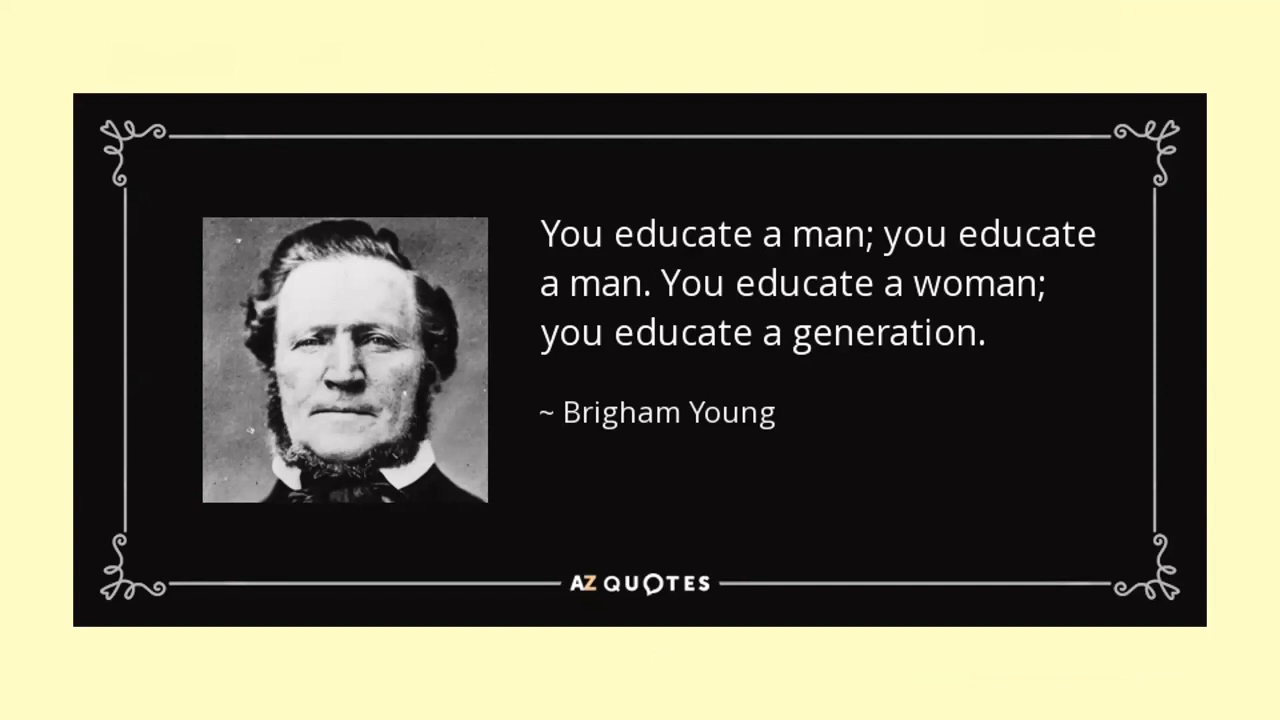 You educate a man; you educate
a man. You educate a woman;
you educate a generation.
~ Brigham Young
AZ QUOTES